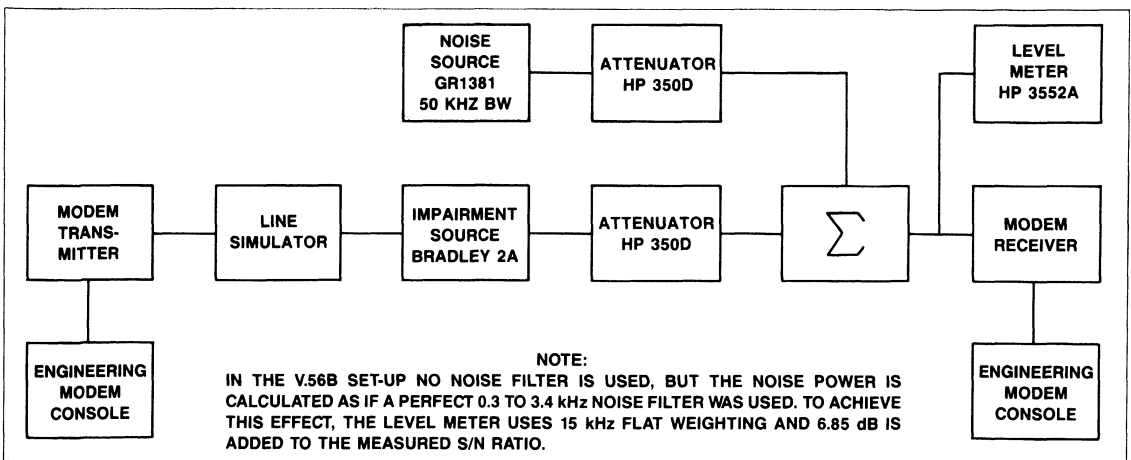 NOISE
SOURCE
GR1381
50 KHZ BW
ATTENUATOR
HP 350D
LEVEL
METER
HP 3552A
MODEM
TRANS-
MITTER
LINE
SIMULATOR
IMPAIRMENT
SOURCE
BRADLEY 2A
ATTENUATOR
HP 350D
Σ
MODEM
RECEIVER
ENGINEERING
MODEM
CONSOLE
ENGINEERING
MODEM
CONSOLE
NOTE:
IN THE V.56B SET-UP NO NOISE FILTER IS USED, BUT THE NOISE POWER IS
CALCULATED AS IF A PERFECT 0.3 TO 3.4 kHz NOISE FILTER WAS USED. TO ACHIEVE
THIS EFFECT, THE LEVEL METER USES 15 kHz FLAT WEIGHTING AND 6.85 dB IS
ADDED TO THE MEASURED S/N RATIO.